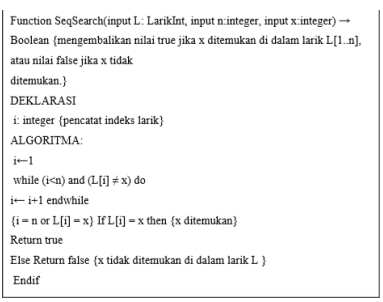 Function SeqSearch(input L: LarikInt, input n:integer, input x:integer) →
Boolean {mengembalikan nilai true jika x ditemukan di dalam larik L[1..n],
atau nilai false jika x tidak
ditemukan.}
DEKLARASI
i: integer {pencatat indeks larik}
ALGORITMA:
i←1
while (i<n) and (L[i] ≠ x) do
i← i+1 endwhile
{i = n or L[i] = x} If L[i] = x then {x ditemukan}
Return true
Else Return false {x tidak ditemukan di dalam larik L }
Endif